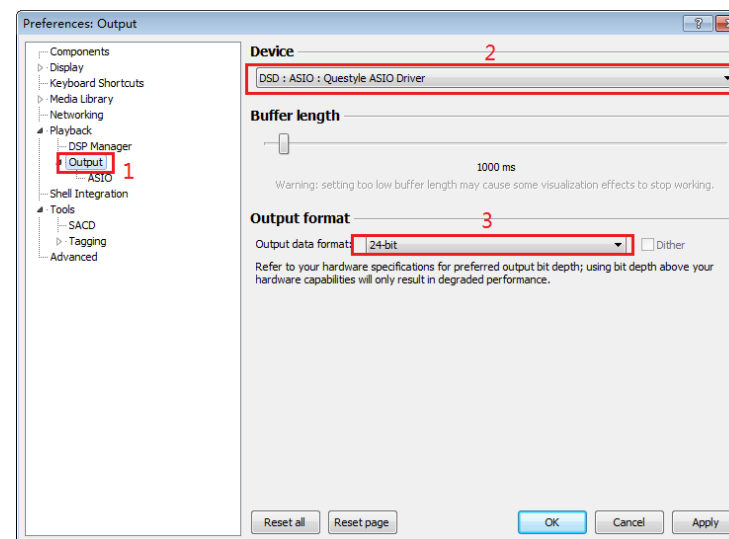 Preferences: Output
Components
Display
Keyboard Shortcuts
Media Library
Networking
Playback
DSP Manager
Output
1
ASIO
Shell Integration
Tools
SACD
Tagging
Advanced
Device
2
DSD : ASIO : Questyle ASIO Driver
Buffer length
1000 ms
Warning: setting too low buffer length may cause some visualization effects to stop working.
Output format
3
Output data format: 24-bit Dither
Refer to your hardware specifications for preferred output bit depth; using bit depth above your
hardware capabilities will only result in degraded performance.
Reset all Reset page OK Cancel Apply